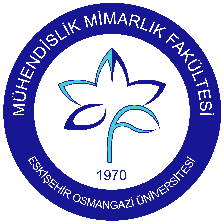 MÜHENDİSLİK MİMARLIK FAKÜLTESİ
1970
ESKİŞEHİR OSMANGAZİ ÜNİVERSİTESİ